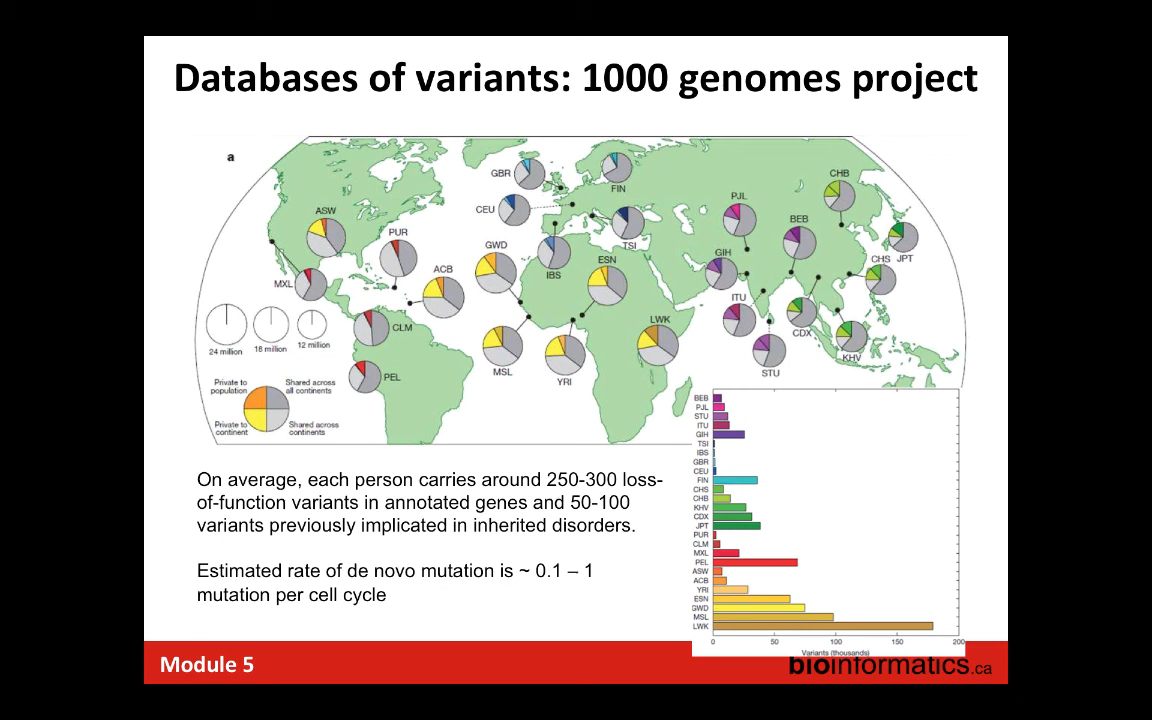 Databases of variants: 1000 genomes project
a
GBR
FIN
CHB
CEU
PJL
ASW
BEB
PUR
TSI
JPT
GWD
ESN
GIH
IBS
CHS
ACB
MXL
ITU
CLM
LWK
CDX
24 million
16 million
12 million
KHV
MSL
YRI
STU
PEL
Private to population
Shared across all continents
Private to continent
Shared across continents
BEB
PJL
STU
ITU
GIH
TSI
IBS
GBR
CEU
FIN
CHS
CHB
KHV
CDX
JPT
PUR
CLM
MXL
PEL
ASW
ACB
YRI
ESN
GWD
MSL
LWK
0 50 100 150 200
Variants (thousands)
On average, each person carries around 250-300 loss-
of-function variants in annotated genes and 50-100
variants previously implicated in inherited disorders.
Estimated rate of de novo mutation is ~ 0.1 – 1
mutation per cell cycle
Module 5
bioinformatics.ca